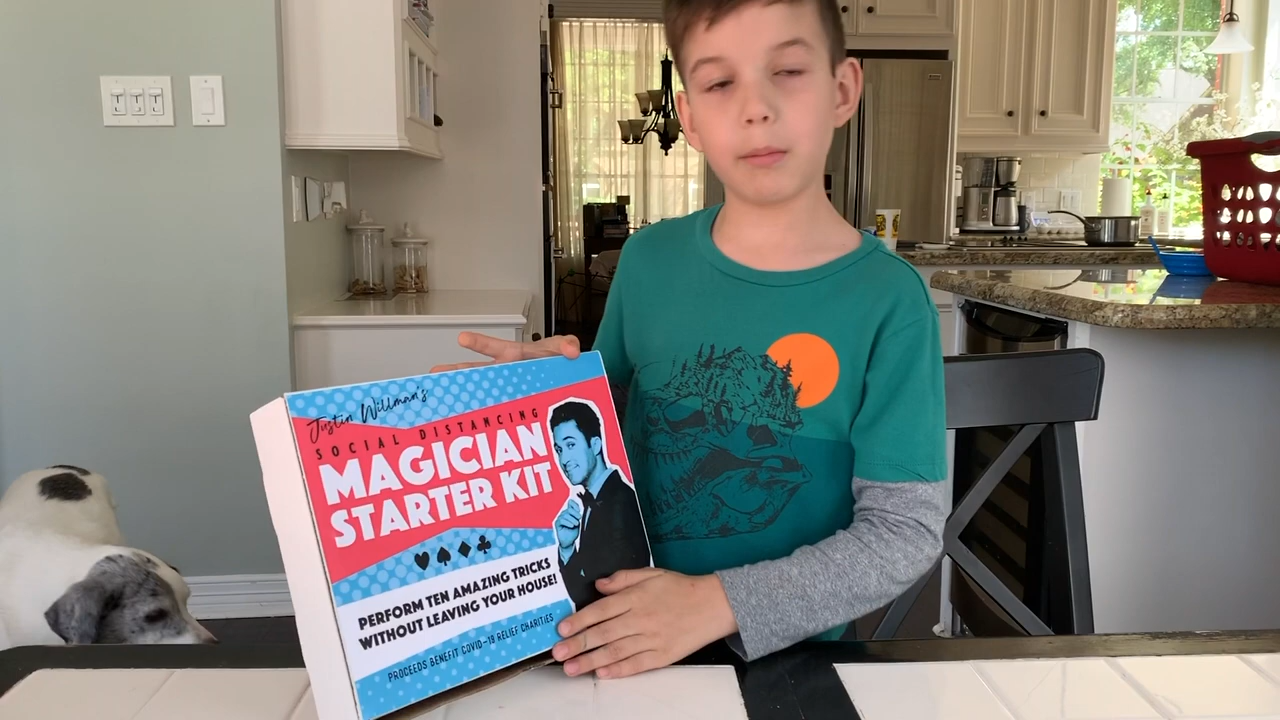 Justin Willman's
SOCIAL DISTANCING
MAGICIAN
STARTER KIT
PERFORM TEN AMAZING TRICKS
WITHOUT LEAVING YOUR HOUSE!
PROCEEDS BENEFIT COVID-19 RELIEF CHARITIES